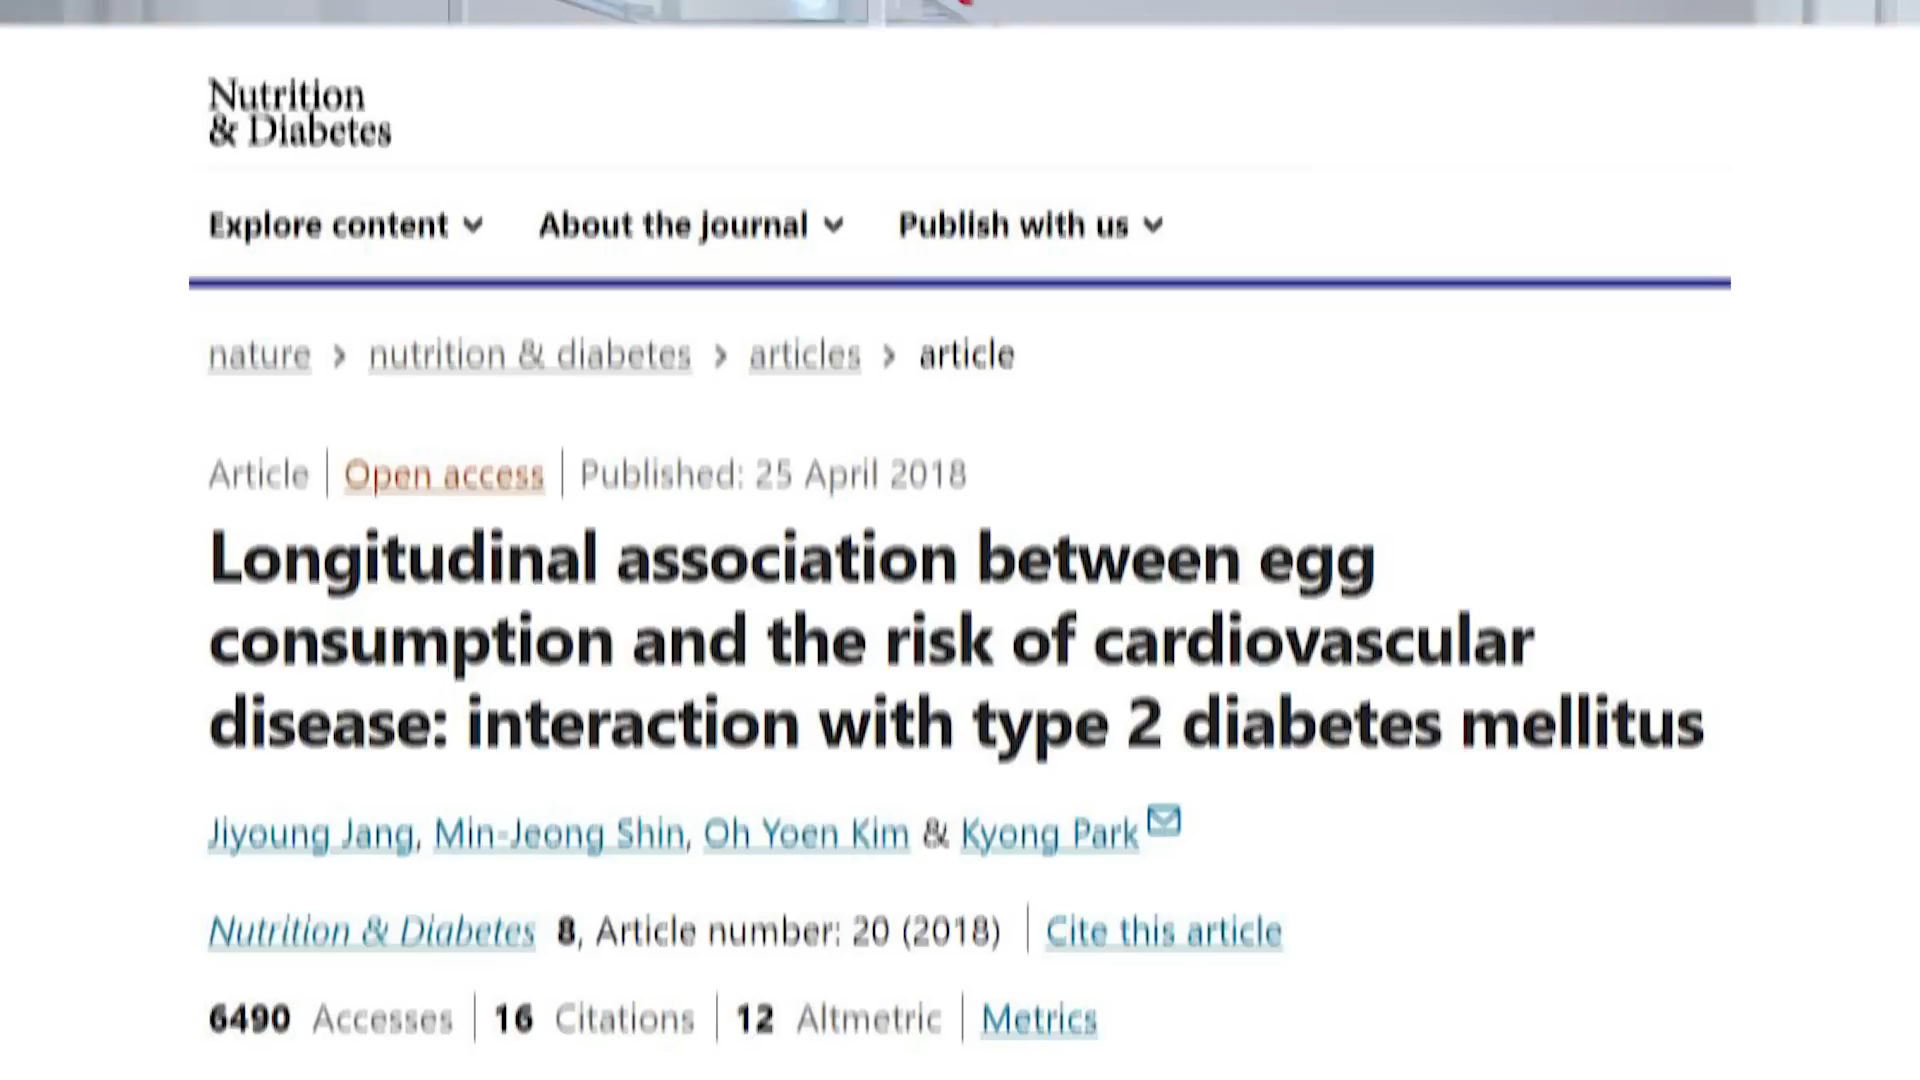 Nutrition
& Diabetes
Explore content About the journal Publish with us
nature > nutrition & diabetes > articles > article
Article | Open access | Published: 25 April 2018
Longitudinal association between egg
consumption and the risk of cardiovascular
disease: interaction with type 2 diabetes mellitus
Jiyoung Jang, Min-Jeong Shin, Oh Yoen Kim & Kyong Park
Nutrition & Diabetes 8, Article number: 20 (2018) | Cite this article
6490 Accesses | 16 Citations | 12 Altmetric | Metrics